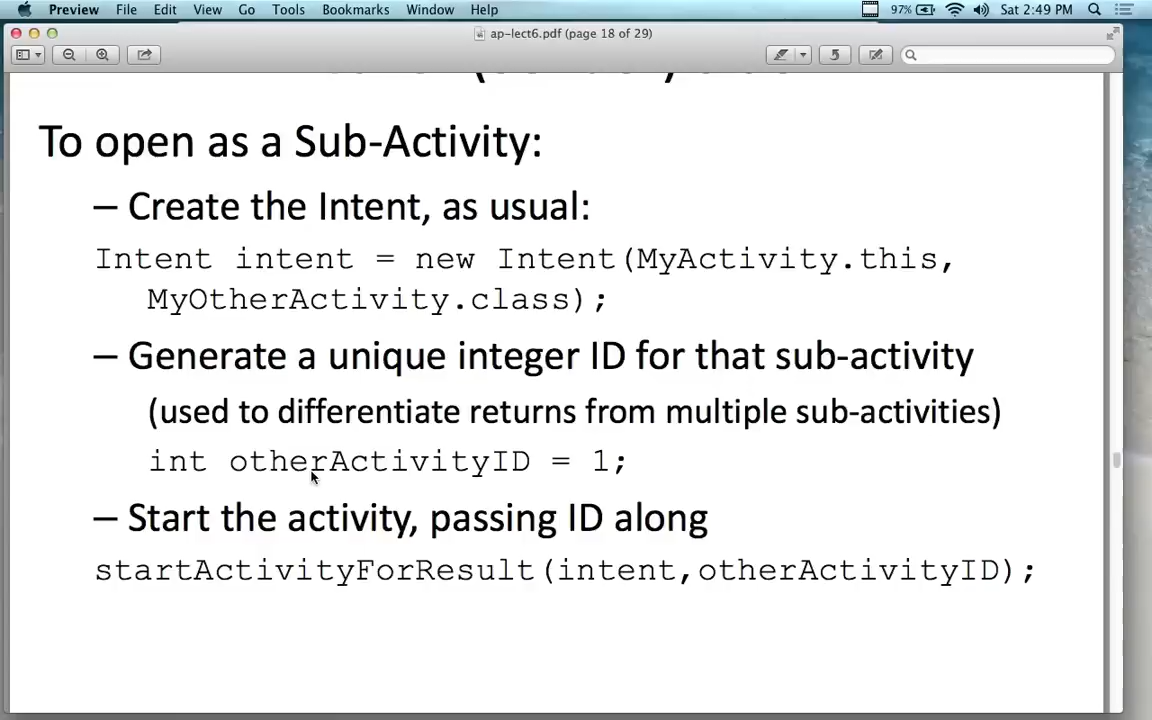 Preview File Edit View Go Tools Bookmarks Window Help 97% Sat 2:49 PM
ap-lect6.pdf (page 18 of 29)
To open as a Sub-Activity:
– Create the Intent, as usual:
Intent intent = new Intent(MyActivity.this,
MyOtherActivity.class);
– Generate a unique integer ID for that sub-activity
(used to differentiate returns from multiple sub-activities)
int otherActivityID = 1;
– Start the activity, passing ID along
startActivityForResult(intent,otherActivityID);